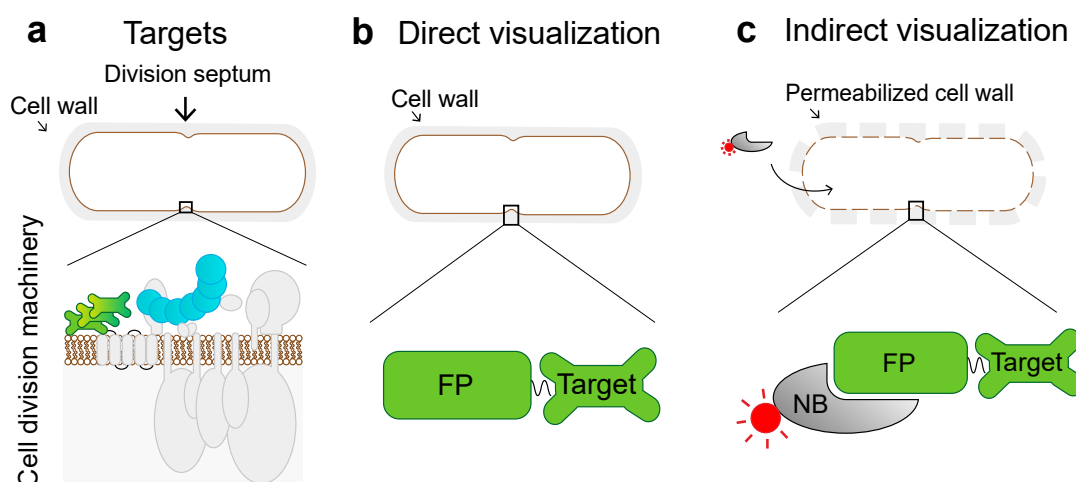 a Targets
Division septum
Cell wall
Cell division machinery
b Direct visualization
Cell wall
FP
Target
c Indirect visualization
Permeabilized cell wall
FP
Target
NB